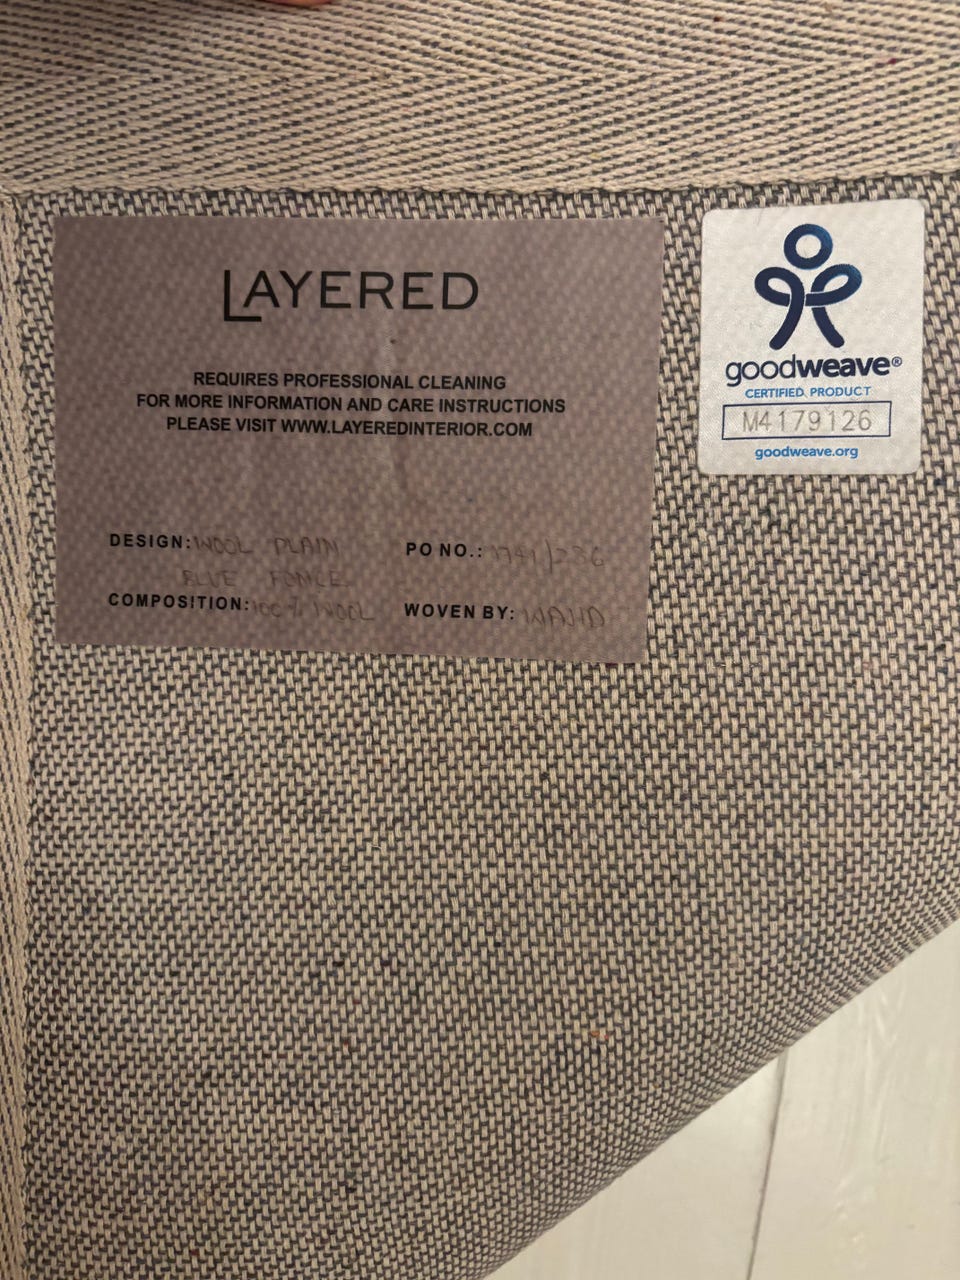 LAYERED
REQUIRES PROFESSIONAL CLEANING
FOR MORE INFORMATION AND CARE INSTRUCTIONS
PLEASE VISIT WWW.LAYEREDINTERIOR.COM
DESIGN: WOOL PLAIN
BLUE FONCE
COMPOSITION: 100% WOOL
PO NO.:
WOVEN BY: WAJID
goodweave®
CERTIFIED PRODUCT
M4179126
goodweave.org